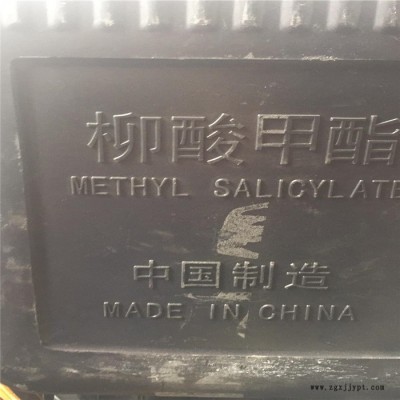 柳酸甲酯
METHYL SALICYLATE
中国制造
MADE IN CHINA
www.zgzjjypt.com